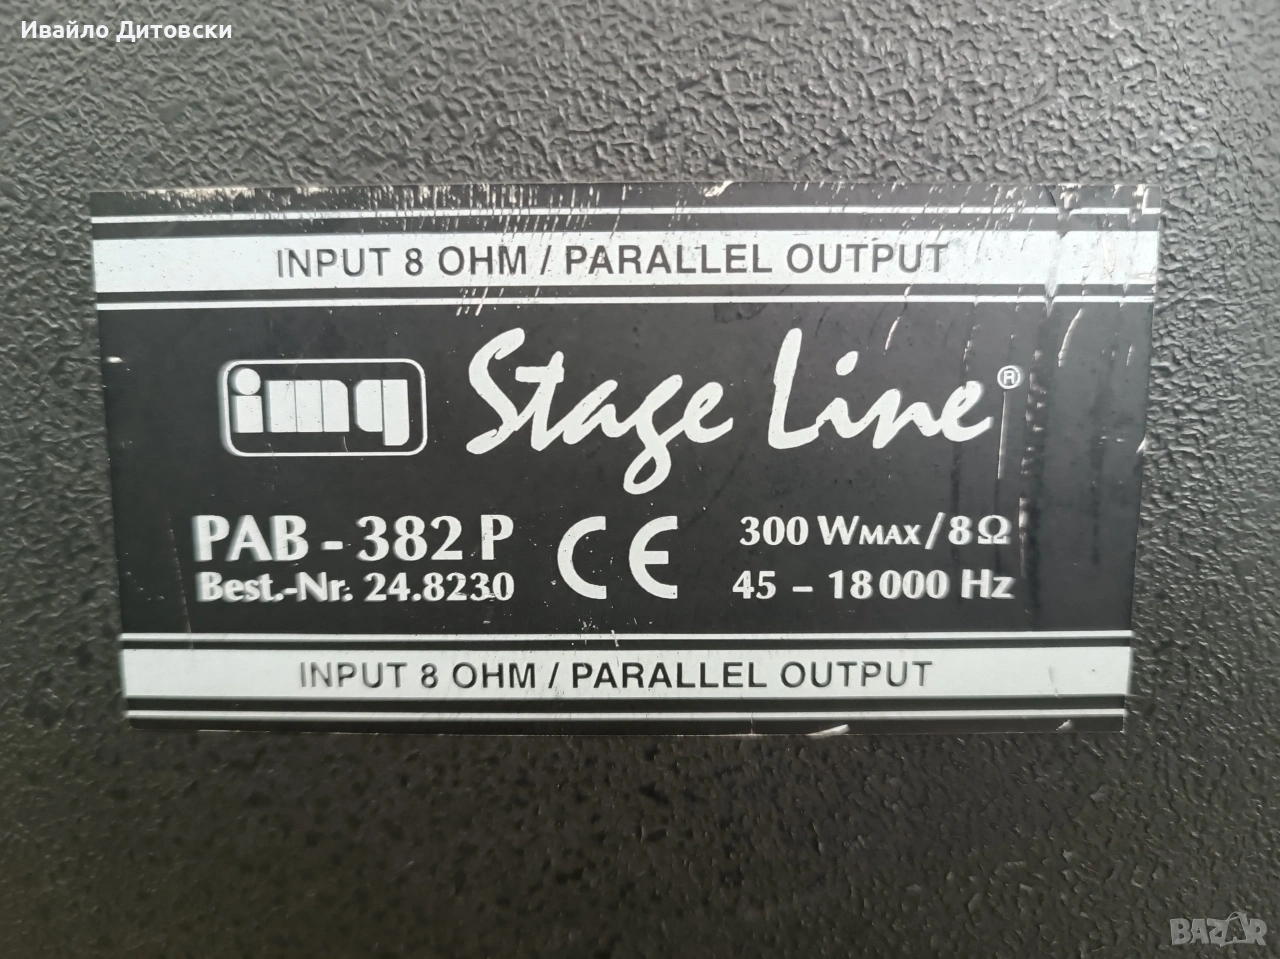 Ивайло Дитовски
INPUT 8 OHM / PARALLEL OUTPUT
img Stage Line®
PAB - 382 P CE 300 WMAX/8Ω
Best.-Nr. 24.8230 45 – 18 000 Hz
INPUT 8 OHM / PARALLEL OUTPUT
BAZAR